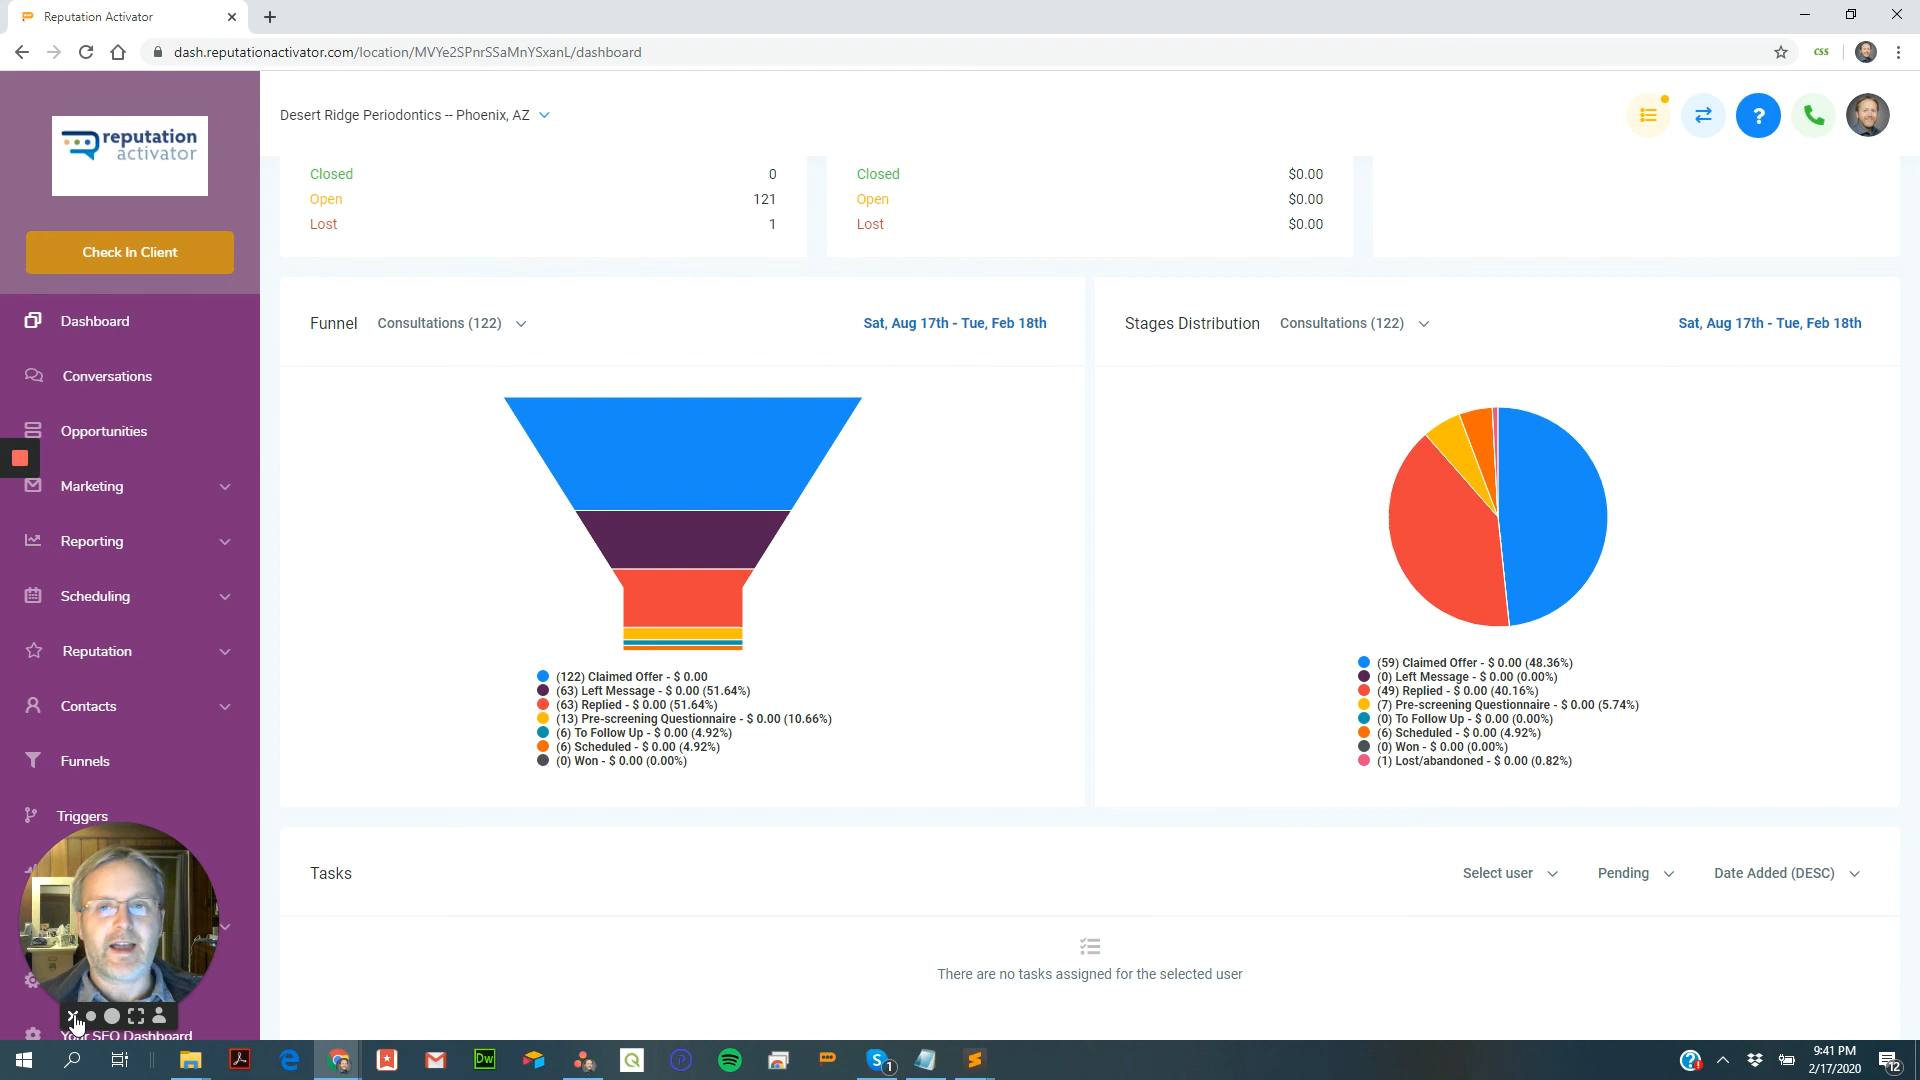 Reputation Activator
dash.reputationactivator.com/location/MVYe2SPnrSSaMnYSxanL/dashboard
css
reputation
activator
Desert Ridge Periodontics -- Phoenix, AZ
?
Check In Client
Closed 0
Open 121
Lost 1
Closed $0.00
Open $0.00
Lost $0.00
Dashboard
Conversations
Opportunities
Marketing
Reporting
Scheduling
Reputation
Contacts
Funnels
Triggers
Your SEO Dashboard
Funnel Consultations (122) Sat, Aug 17th - Tue, Feb 18th
(122) Claimed Offer - $ 0.00
(63) Left Message - $ 0.00 (51.64%)
(63) Replied - $ 0.00 (51.64%)
(13) Pre-screening Questionnaire - $ 0.00 (10.66%)
(6) To Follow Up - $ 0.00 (4.92%)
(6) Scheduled - $ 0.00 (4.92%)
(0) Won - $ 0.00 (0.00%)
Stages Distribution Consultations (122) Sat, Aug 17th - Tue, Feb 18th
(59) Claimed Offer - $ 0.00 (48.36%)
(0) Left Message - $ 0.00 (0.00%)
(49) Replied - $ 0.00 (40.16%)
(7) Pre-screening Questionnaire - $ 0.00 (5.74%)
(0) To Follow Up - $ 0.00 (0.00%)
(6) Scheduled - $ 0.00 (4.92%)
(0) Won - $ 0.00 (0.00%)
(1) Lost/abandoned - $ 0.00 (0.82%)
Tasks Select user Pending Date Added (DESC)
There are no tasks assigned for the selected user
Dw
S 1
?
9:41 PM
2/17/2020
12